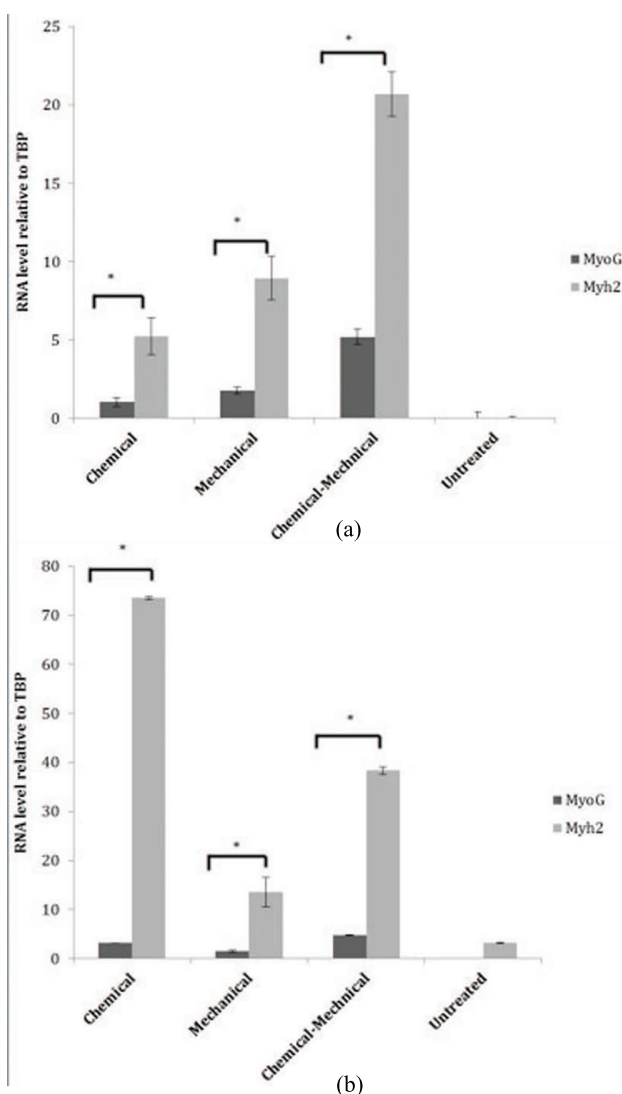 25
20
15
10
5
0
RNA level relative to TBP
*
*
*
MyoG
Myh2
Chemical
Mechanical
Chemical-Mechnical
Untreated
(a)
80
70
60
50
40
30
20
10
0
RNA level relative to TBP
*
*
*
MyoG
Myh2
Chemical
Mechanical
Chemical-Mechnical
Untreated
(b)